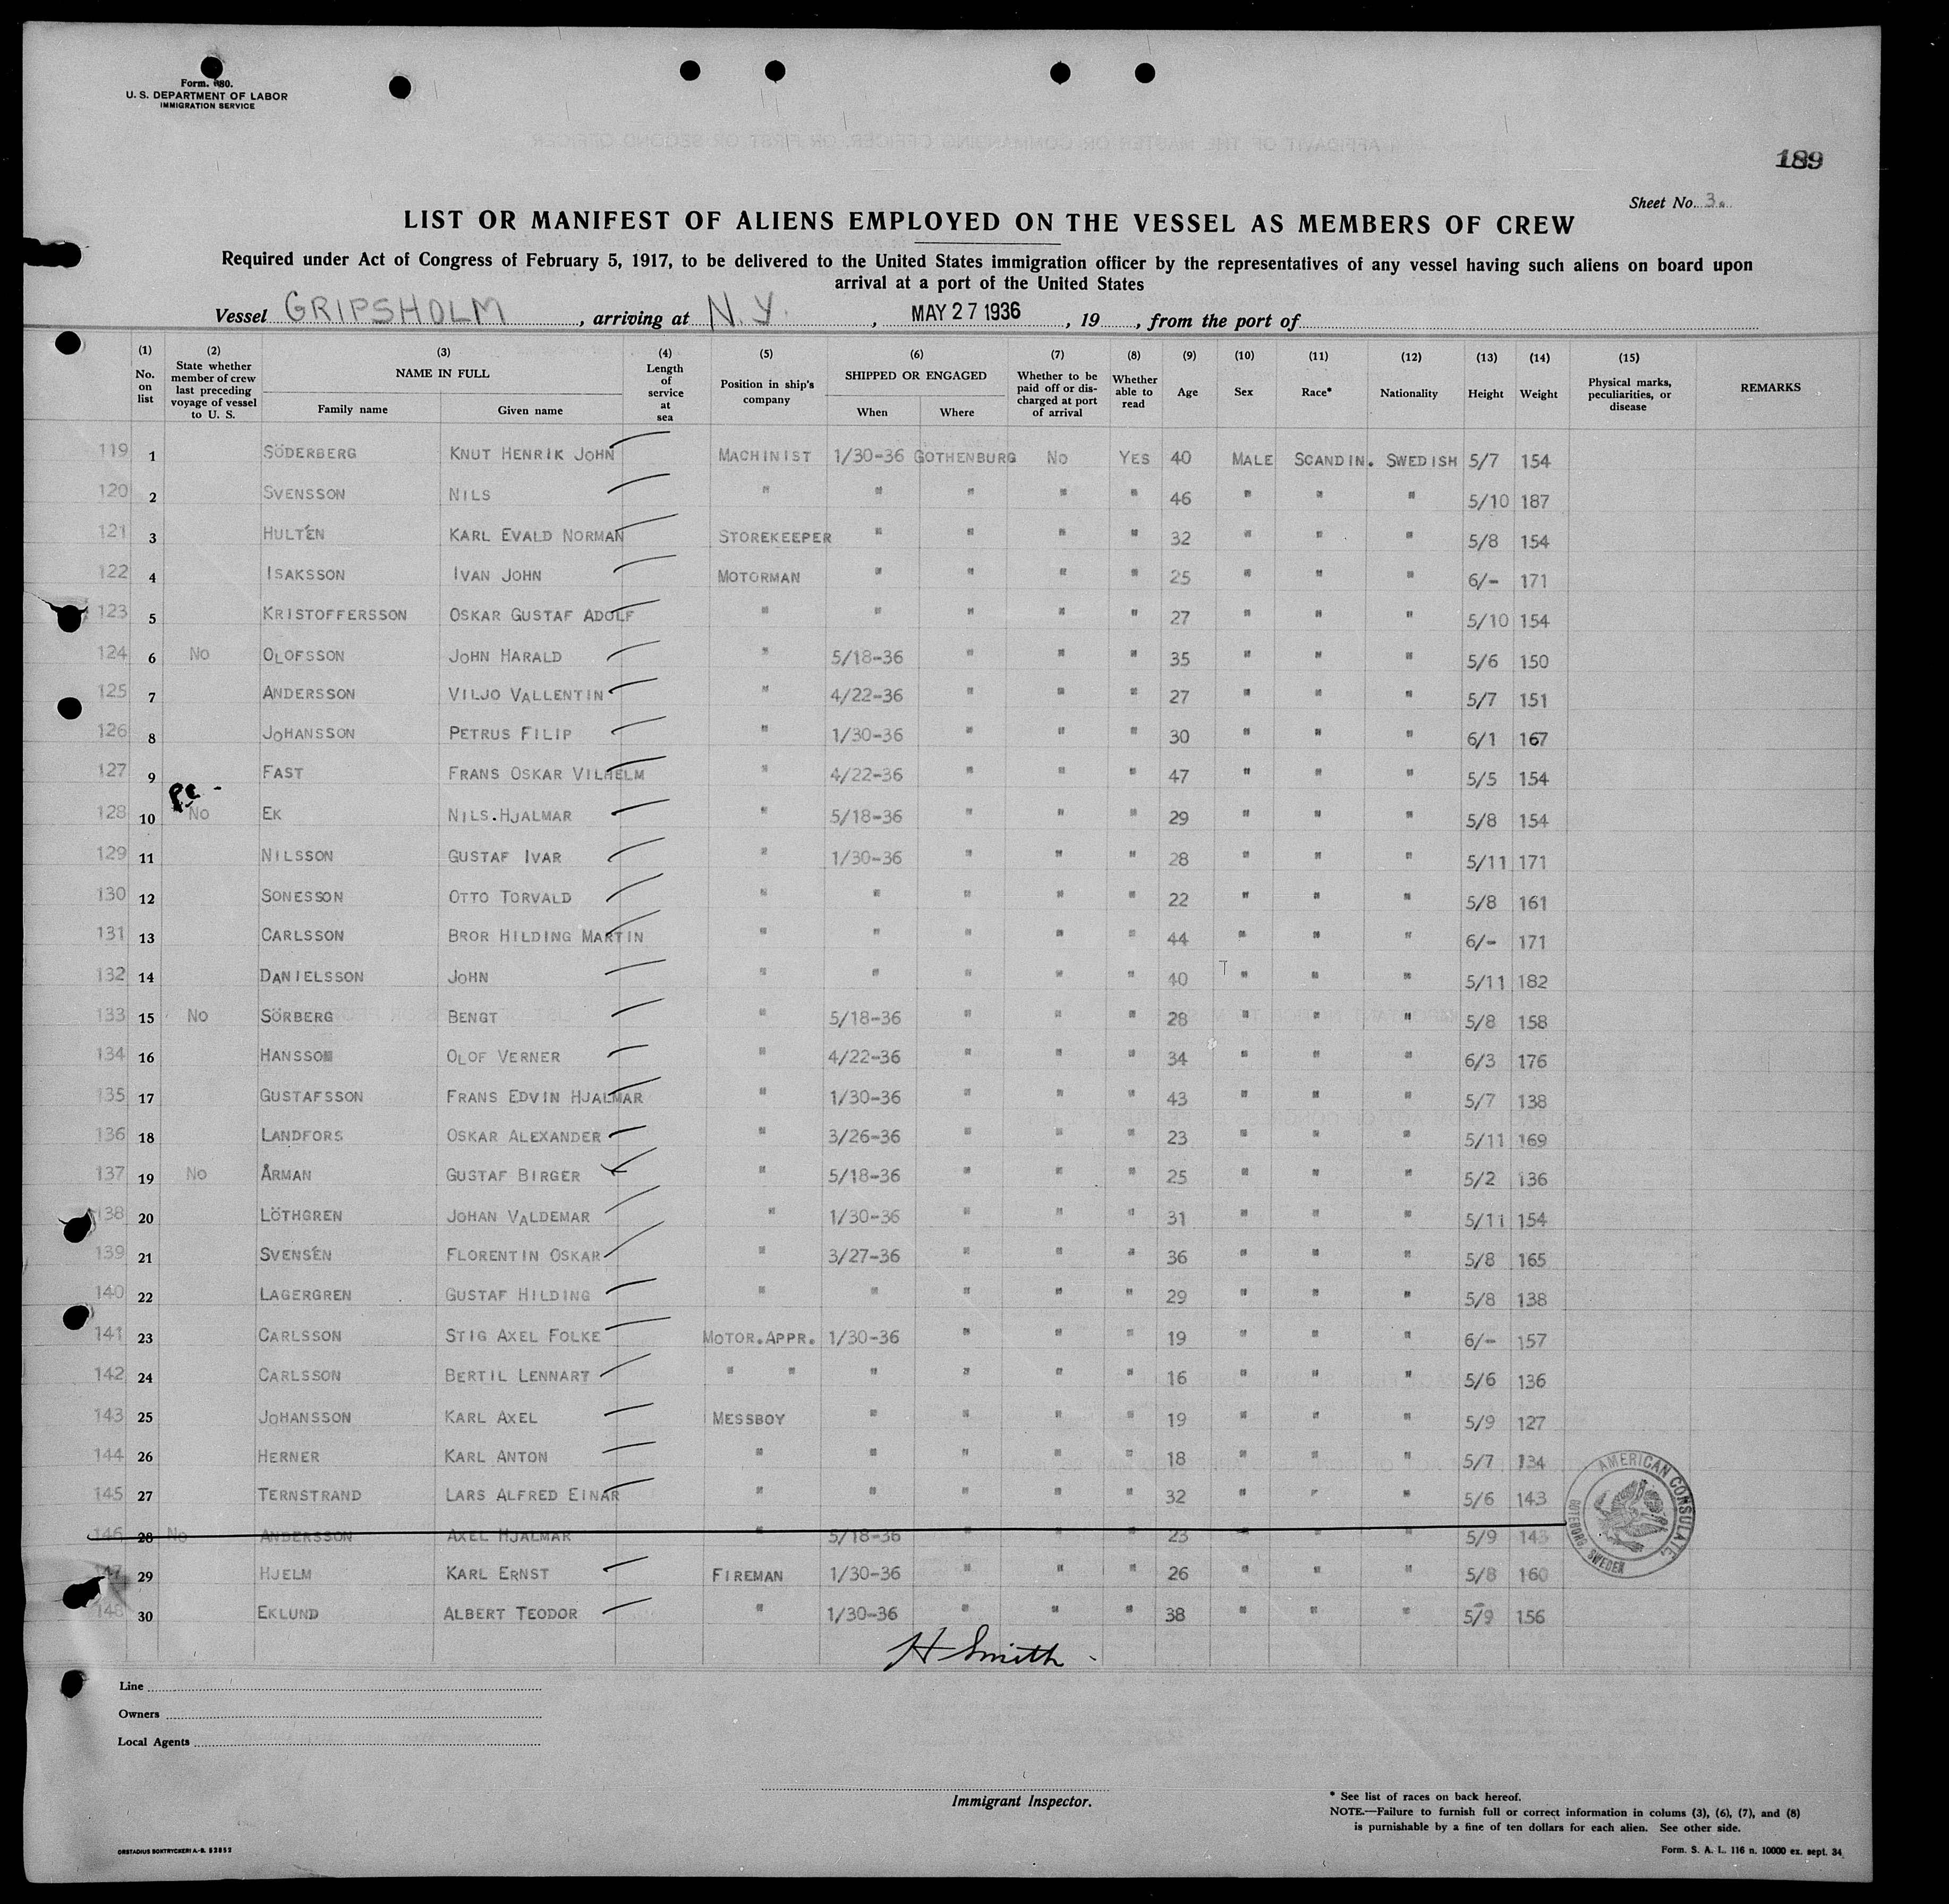 Form. 680.
U. S. DEPARTMENT OF LABOR
IMMIGRATION SERVICE
189
Sheet No. 3.
LIST OR MANIFEST OF ALIENS EMPLOYED ON THE VESSEL AS MEMBERS OF CREW
Required under Act of Congress of February 5, 1917, to be delivered to the United States immigration officer by the representatives of any vessel having such aliens on board upon
arrival at a port of the United States
Vessel GRIPSHOLM, arriving at N. Y., MAY 27 1936, 19, from the port of
(1) No. on list (2) State whether member of crew last preceding voyage of vessel to U. S. (3) NAME IN FULL Family name Given name (4) Length of service at sea (5) Position in ship's company (6) SHIPPED OR ENGAGED When Where (7) Whether to be paid off or discharged at port of arrival (8) Whether able to read (9) Age (10) Sex (11) Race* (12) Nationality (13) Height (14) Weight (15) Physical marks, peculiarities, or disease REMARKS
119 1 SÖDERBERG KNUT HENRIK JOHN MACHINIST 1/30-36 GOTHENBURG NO YES 40 MALE SCANDIN. SWEDISH 5/7 154
120 2 SVENSSON NILS " " " " " 46 " " " 5/10 187
121 3 HULTÉN KARL EVALD NORMAN STOREKEEPER " " " " 32 " " " 5/8 154
122 4 ISAKSSON IVAN JOHN MOTORMAN " " " " 25 " " " 6/- 171
123 5 KRISTOFFERSSON OSKAR GUSTAF ADOLF " " " " " 27 " " " 5/10 154
124 6 NO OLOFSSON JOHN HARALD " 5/18-36 " " " 35 " " " 5/6 150
125 7 ANDERSSON VILJO VALLENTIN " 4/22-36 " " " 27 " " " 5/7 151
126 8 JOHANSSON PETRUS FILIP " 1/30-36 " " " 30 " " " 6/1 167
127 9 FAST FRANS OSKAR VILHELM " 4/22-36 " " " 47 " " " 5/5 154
128 10 NO EK NILS.HJALMAR " 5/18-36 " " " 29 " " " 5/8 154
129 11 NILSSON GUSTAF IVAR " 1/30-36 " " " 28 " " " 5/11 171
130 12 SONESSON OTTO TORVALD " " " " " 22 " " " 5/8 161
131 13 CARLSSON BROR HILDING MARTIN " " " " " 44 " " " 6/- 171
132 14 DANIELSSON JOHN " " " " " 40 " " " 5/11 182
133 15 NO SÖRBERG BENGT " 5/18-36 " " " 28 " " " 5/8 158
134 16 HANSSON OLOF VERNER " 4/22-36 " " " 34 " " " 6/3 176
135 17 GUSTAFSSON FRANS EDVIN HJALMAR " 1/30-36 " " " 43 " " " 5/7 138
136 18 LANDFORS OSKAR ALEXANDER " 3/26-36 " " " 23 " " " 5/11 169
137 19 NO ÅRMAN GUSTAF BIRGER " 5/18-36 " " " 25 " " " 5/2 136
138 20 LÖTHGREN JOHAN VALDEMAR " 1/30-36 " " " 31 " " " 5/11 154
139 21 SVENSÉN FLORENTIN OSKAR " 3/27-36 " " " 36 " " " 5/8 165
140 22 LAGERGREN GUSTAF HILDING " " " " " 29 " " " 5/8 138
141 23 CARLSSON STIG AXEL FOLKE MOTOR.APPR. 1/30-36 " " " 19 " " " 6/- 157
142 24 CARLSSON BERTIL LENNART " " " " " " 16 " " " 5/6 136
143 25 JOHANSSON KARL AXEL MESSBOY " " " " 19 " " " 5/9 127
144 26 HERNER KARL ANTON " " " " " 18 " " " 5/7 134
145 27 TERNSTRAND LARS ALFRED EINAR " " " " " 32 " " " 5/6 143
146 28 NO ANDERSSON AXEL HJALMAR " 5/18-36 " " " 23 " " " 5/9 143
147 29 HJELM KARL ERNST FIREMAN 1/30-36 " " " 26 " " " 5/8 160
148 30 EKLUND ALBERT TEODOR " 1/30-36 " " " 38 " " " 5/9 156
AMERICAN CONSULATE,
GOTEBORG SWEDEN
H Smith
Line
Owners
Local Agents
Immigrant Inspector.
* See list of races on back hereof.
NOTE.—Failure to furnish full or correct information in colums (3), (6), (7), and (8)
is purnishable by a fine of ten dollars for each alien. See other side.
ORSTADIUS BOKTRYCKERI A.-B. 52852
Form. S. A. L. 116 n. 10000 ex. sept. 34